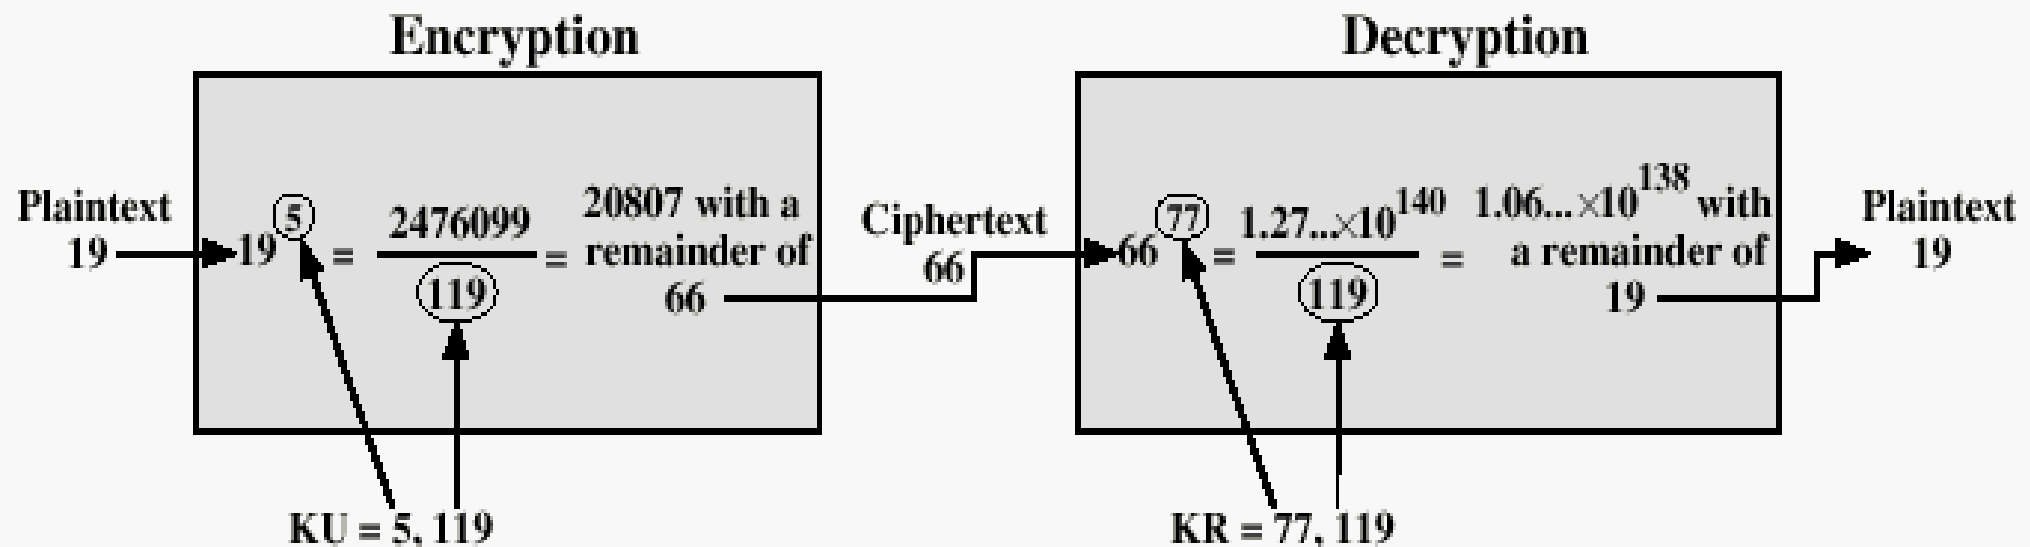 Encryption
Plaintext
19
19^5 = 2476099 / 119 = 20807 with a
remainder of
66
KU = 5, 119
Ciphertext
66
Decryption
66^77 = 1.27...×10^140 / 119 = 1.06...×10^138 with
a remainder of
19
KR = 77, 119
Plaintext
19